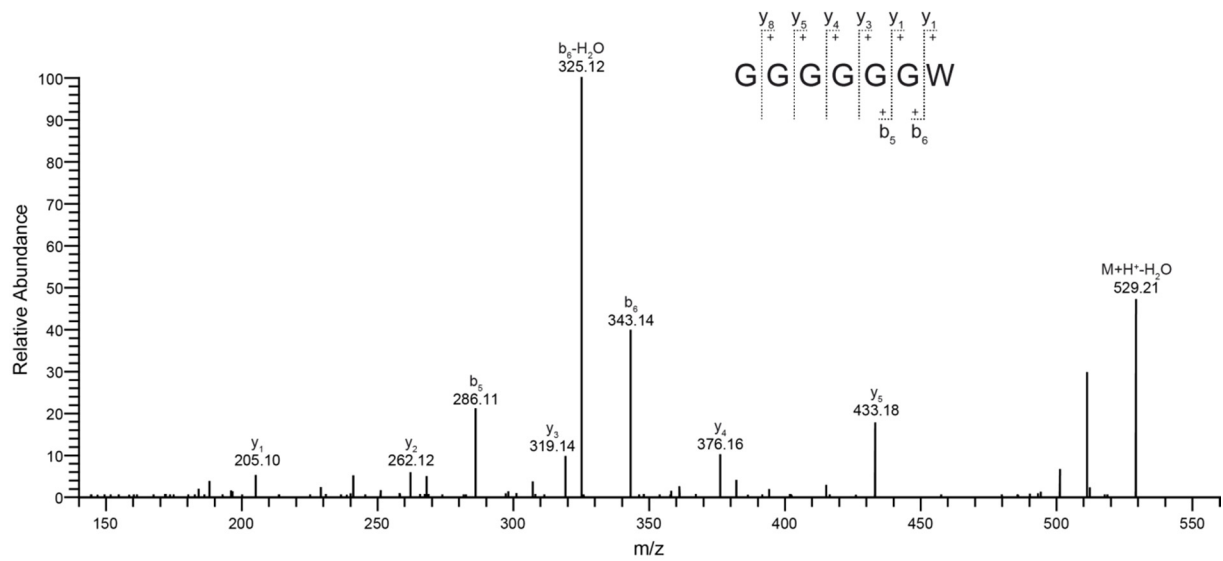 y₈ y₅ y₄ y₃ y₁ y₁
+ + + + + +
GGGGGGW
+ +
b₅ b₆
b₆-H₂O
325.12
M+H⁺-H₂O
529.21
b₆
343.14
b₅
286.11
y₅
433.18
y₃
319.14
y₄
376.16
y₁
205.10
y₂
262.12
Relative Abundance
100
90
80
70
60
50
40
30
20
10
0
150 200 250 300 350 400 450 500 550
m/z